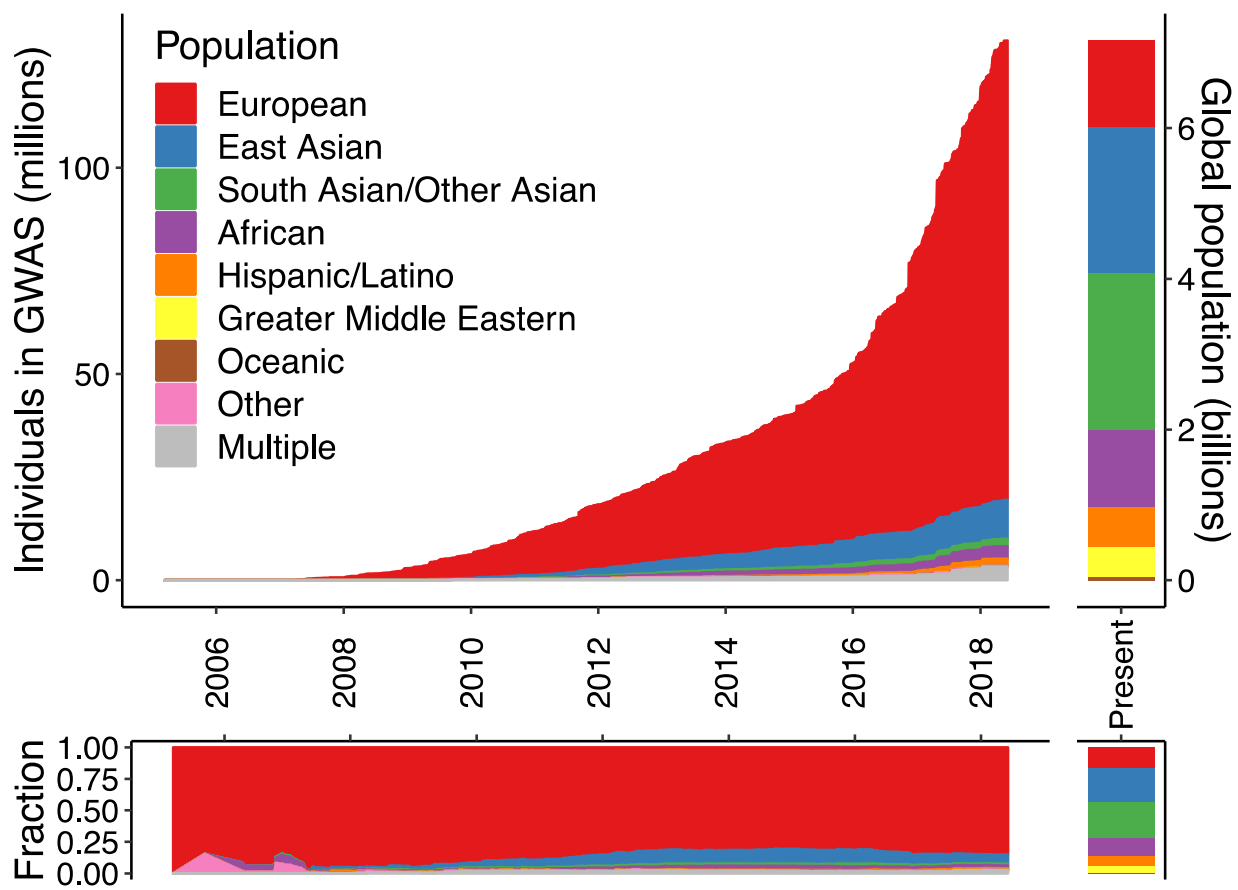 Population
European
East Asian
South Asian/Other Asian
African
Hispanic/Latino
Greater Middle Eastern
Oceanic
Other
Multiple
Individuals in GWAS (millions)
100
50
0
2006
2008
2010
2012
2014
2016
2018
Global population (billions)
6
4
2
0
Present
Fraction
1.00
0.75
0.50
0.25
0.00